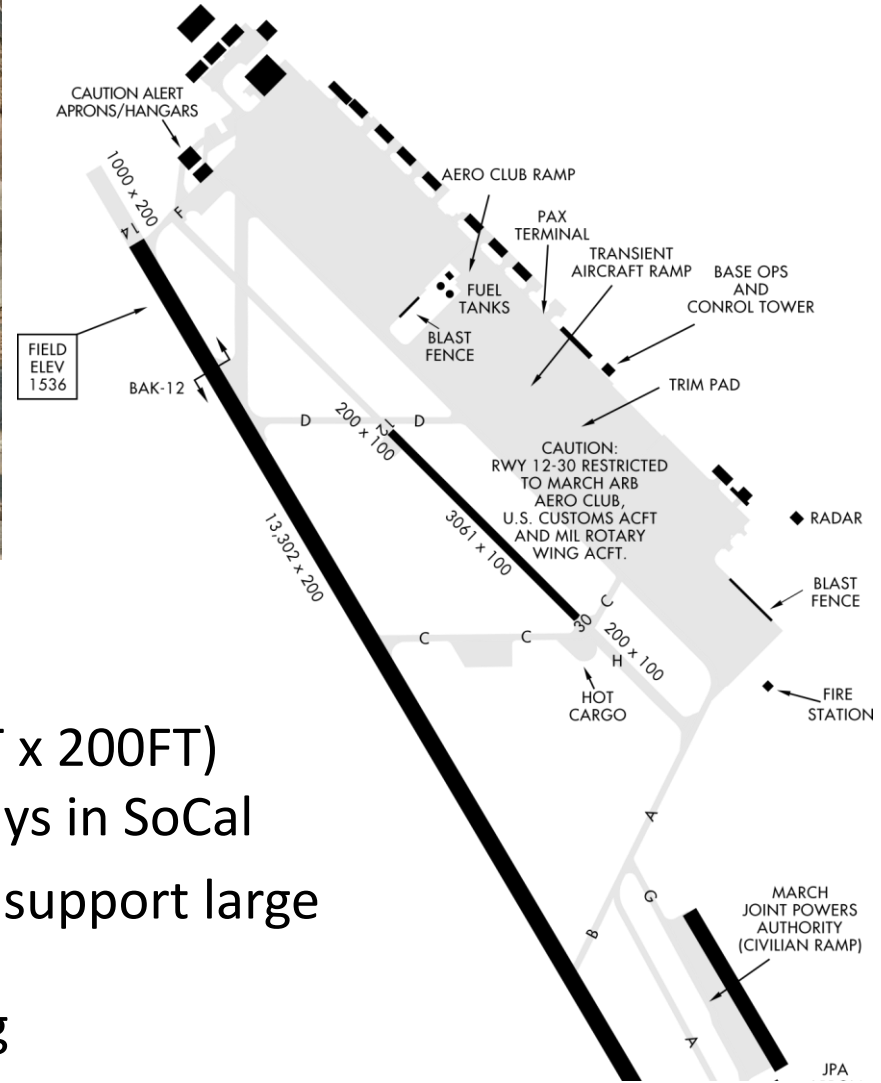 CAUTION ALERT
APRONS/HANGARS
1000 x 200
F
14
AERO CLUB RAMP
PAX
TERMINAL
TRANSIENT
AIRCRAFT RAMP
BASE OPS
AND
CONROL TOWER
FUEL
TANKS
BLAST
FENCE
FIELD
ELEV
1536
BAK-12
TRIM PAD
D
D
200 x 100
12
CAUTION:
RWY 12-30 RESTRICTED
TO MARCH ARB
AERO CLUB,
U.S. CUSTOMS ACFT
AND MIL ROTARY
WING ACFT.
RADAR
13,302 x 200
3061 x 100
BLAST
FENCE
C
30
200 x 100
C
C
H
HOT
CARGO
FIRE
STATION
x 200FT)
ys in SoCal
support large
g
A
G
B
A
MARCH
JOINT POWERS
AUTHORITY
(CIVILIAN RAMP)
JPA